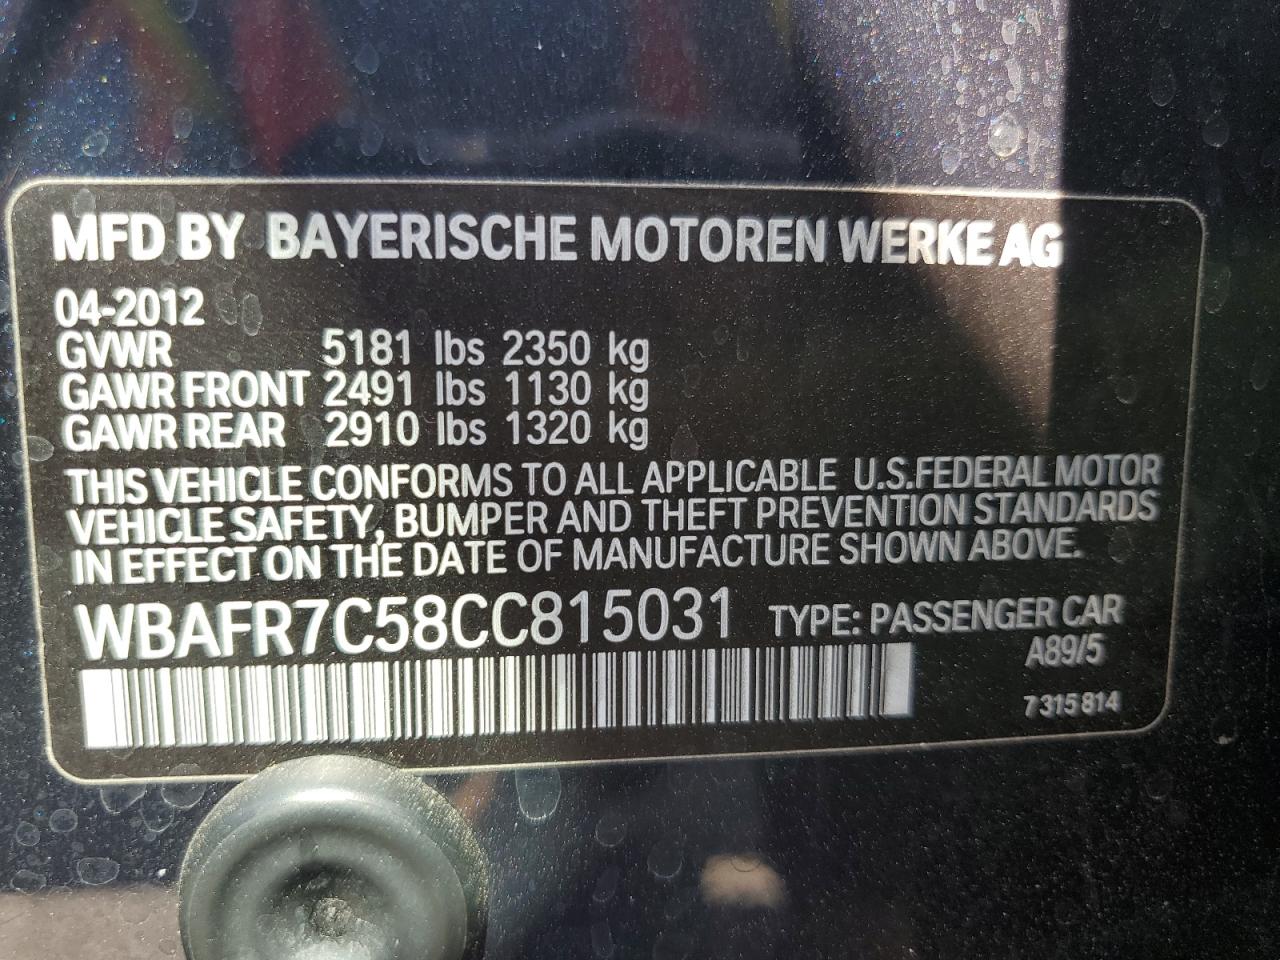 MFD BY BAYERISCHE MOTOREN WERKE AG
04-2012
GVWR 5181 lbs 2350 kg
GAWR FRONT 2491 lbs 1130 kg
GAWR REAR 2910 lbs 1320 kg
THIS VEHICLE CONFORMS TO ALL APPLICABLE U.S.FEDERAL MOTOR
VEHICLE SAFETY, BUMPER AND THEFT PREVENTION STANDARDS
IN EFFECT ON THE DATE OF MANUFACTURE SHOWN ABOVE.
WBAFR7C58CC815031 TYPE: PASSENGER CAR
A89/5
7 315 814